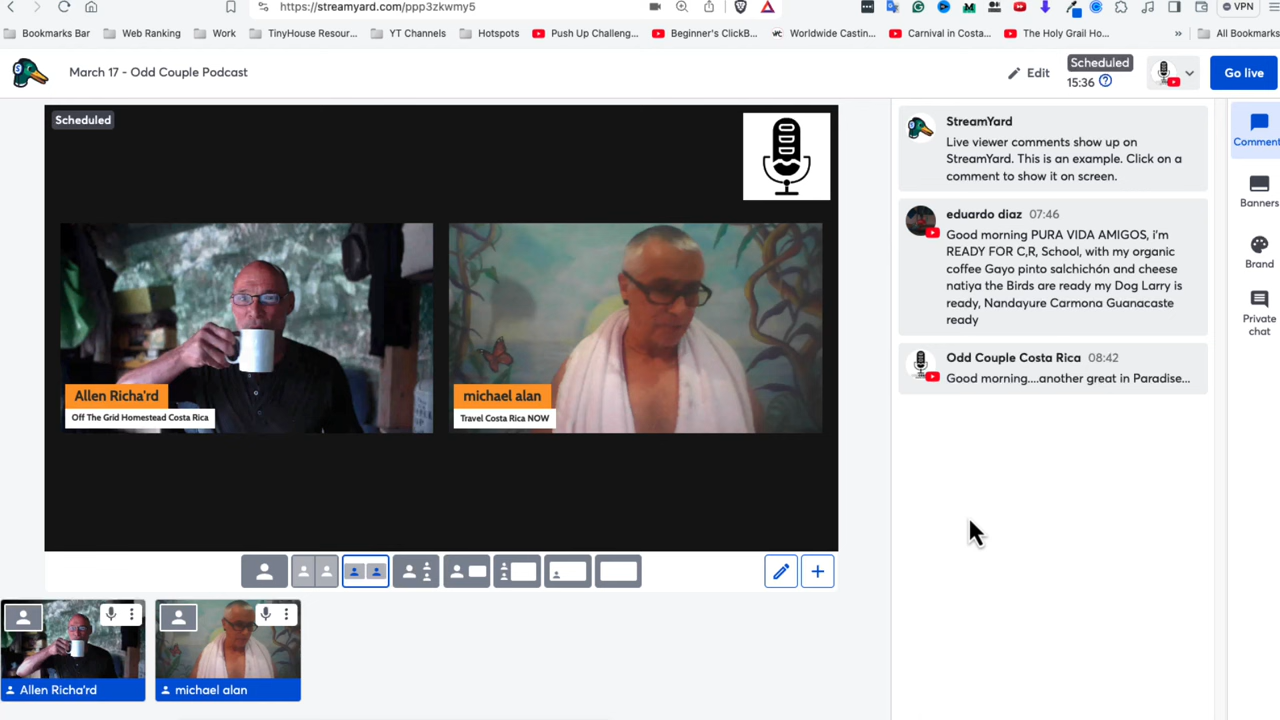 https://streamyard.com/ppp3zkwmy5
VPN
Bookmarks Bar
Web Ranking
Work
TinyHouse Resour...
YT Channels
Hotspots
Push Up Challeng...
Beginner's ClickB...
Worldwide Castin...
Carnival in Costa...
The Holy Grail Ho...
»
All Bookmarks
March 17 - Odd Couple Podcast
Edit
Scheduled
15:36
Go live
Scheduled
Allen Richa'rd
Off The Grid Homestead Costa Rica
michael alan
Travel Costa Rica NOW
StreamYard
Live viewer comments show up on
StreamYard. This is an example. Click on a
comment to show it on screen.
eduardo diaz 07:46
Good morning PURA VIDA AMIGOS, i'm
READY FOR C,R, School, with my organic
coffee Gayo pinto salchichón and cheese
natiya the Birds are ready my Dog Larry is
ready, Nandayure Carmona Guanacaste
ready
Odd Couple Costa Rica 08:42
Good morning....another great in Paradise...
Comment
Banners
Brand
Private
chat
Allen Richa'rd
michael alan